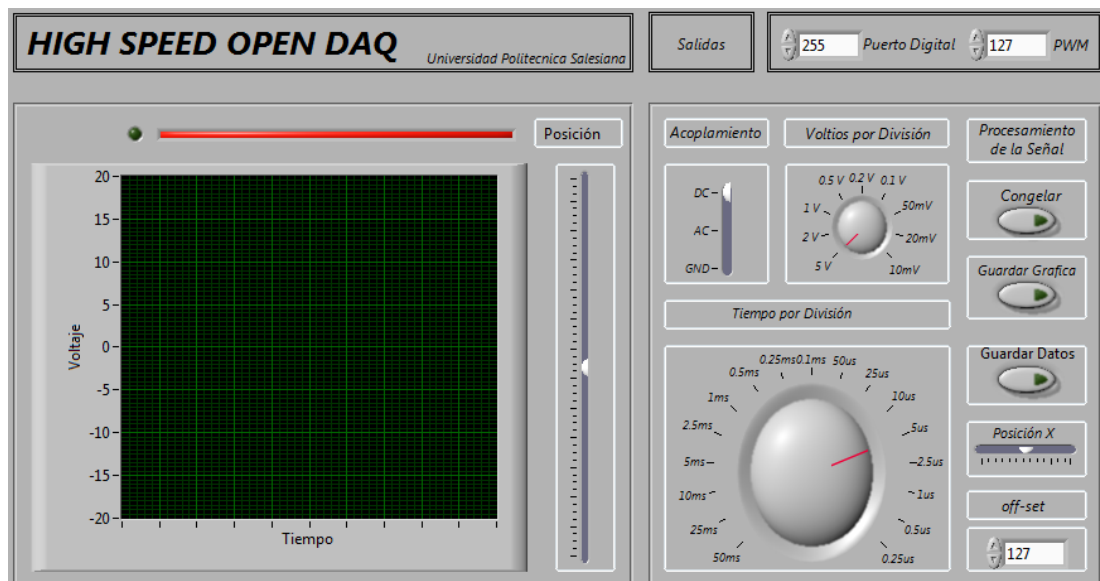 HIGH SPEED OPEN DAQ
Universidad Politecnica Salesiana
Salidas
255 Puerto Digital 127 PWM
Posición
20
15
10
5
0
-5
-10
-15
-20
Voltaje
Tiempo
Acoplamiento
DC
AC
GND
Voltios por División
5 V
2 V
1 V
0.5 V
0.2 V
0.1 V
50mV
20mV
10mV
Tiempo por División
50ms
25ms
10ms
5ms
2.5ms
1ms
0.5ms
0.25ms
0.1ms
50us
25us
10us
5us
2.5us
1us
0.5us
0.25us
Procesamiento
de la Señal
Congelar
Guardar Grafica
Guardar Datos
Posición X
off-set
127